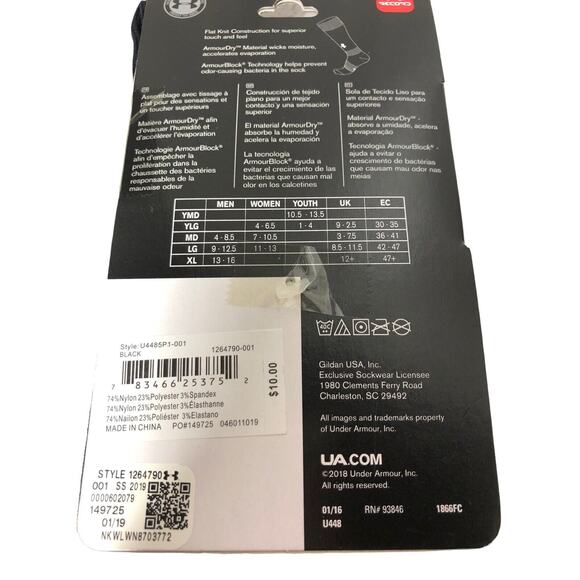 Flat Knit Construction for superior
touch and feel
ArmourDry™ Material wicks moisture,
accelerates evaporation
ArmourBlock® Technology helps prevent
odor-causing bacteria in the sock
Assemblage avec tissage à
plat pour des sensations et
un toucher supérieurs
Matière ArmourDry™ afin
d'évacuer l'humidité et
d'accélérer l'évaporation
Technologie ArmourBlock®
afin d'empêcher la
prolifération dans la
chaussette des bactéries
responsables de la
mauvaise odeur
Construcción de tejido
plano para un mejor
contacto y una sensación
superior
El material ArmourDry™
absorbe la humedad y
acelera la evaporación
La tecnología
ArmourBlock® ayuda a
evitar el crecimiento de
las bacterias que causan mal
olor en los calcetines
Bola de Tecido Liso para
um contacto e sensação
superiores
Material ArmourDry™ -
absorve a umidade, acelera
a evaporação
Tecnologia ArmourBlock® -
ajuda a evitar o
crescimento de bactérias
que causam mau odor
MEN WOMEN YOUTH UK EC
YMD 10.5 - 13.5
YLG 4 - 6.5 1 - 4 9 - 2.5 30 - 35
MD 4 - 8.5 7 - 10.5 3 - 7.5 36 - 41
LG 9 - 12.5 11 - 13 8.5 - 11.5 42 - 47
XL 13 - 16 12+ 47+
40C
Style: U4485P1-001
BLACK 1264790-001
7 83466 25375 2
$10.00
74%Nylon 23%Polyester 3%Spandex
74%Nylon 23%Polyester 3%Élasthanne
74%Nailon 23%Poliéster 3%Elastano
MADE IN CHINA PO#149725 046011019
STYLE 1264790
001 SS 2019
0000602079
149725
01/19
NKWLWN8703772
Gildan USA, Inc.
Exclusive Sockwear Licensee
1980 Clements Ferry Road
Charleston, SC 29492
All images and trademarks property
of Under Armour, Inc.
UA.COM
©2018 Under Armour, Inc.
All rights reserved.
01/16 RN# 93846 1866FC
U448